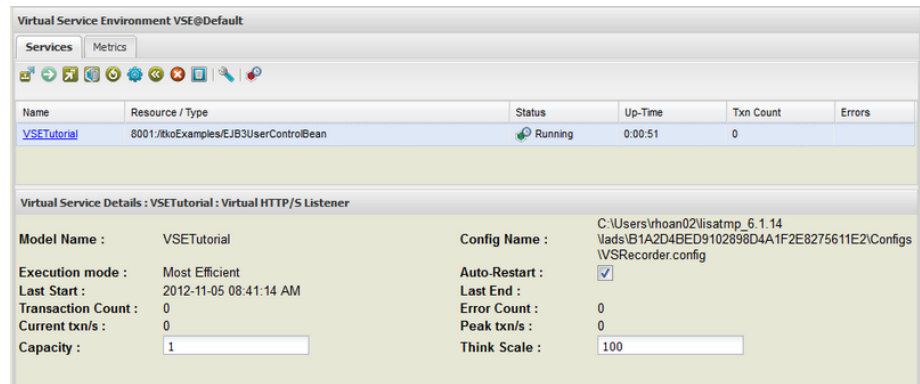 Virtual Service Environment VSE@Default
Services Metrics
Name Resource / Type Status Up-Time Txn Count Errors
VSETutorial 8001:/itkoExamples/EJB3UserControlBean Running 0:00:51 0
Virtual Service Details : VSETutorial : Virtual HTTP/S Listener
Model Name : VSETutorial Config Name : C:\Users\rhoan02\lisatmp_6.1.14
\lads\B1A2D4BED9102898D4A1F2E8275611E2\Configs
\VSRecorder.config
Execution mode : Most Efficient Auto-Restart :
Last Start : 2012-11-05 08:41:14 AM Last End :
Transaction Count : 0 Error Count : 0
Current txn/s : 0 Peak txn/s : 0
Capacity : 1 Think Scale : 100